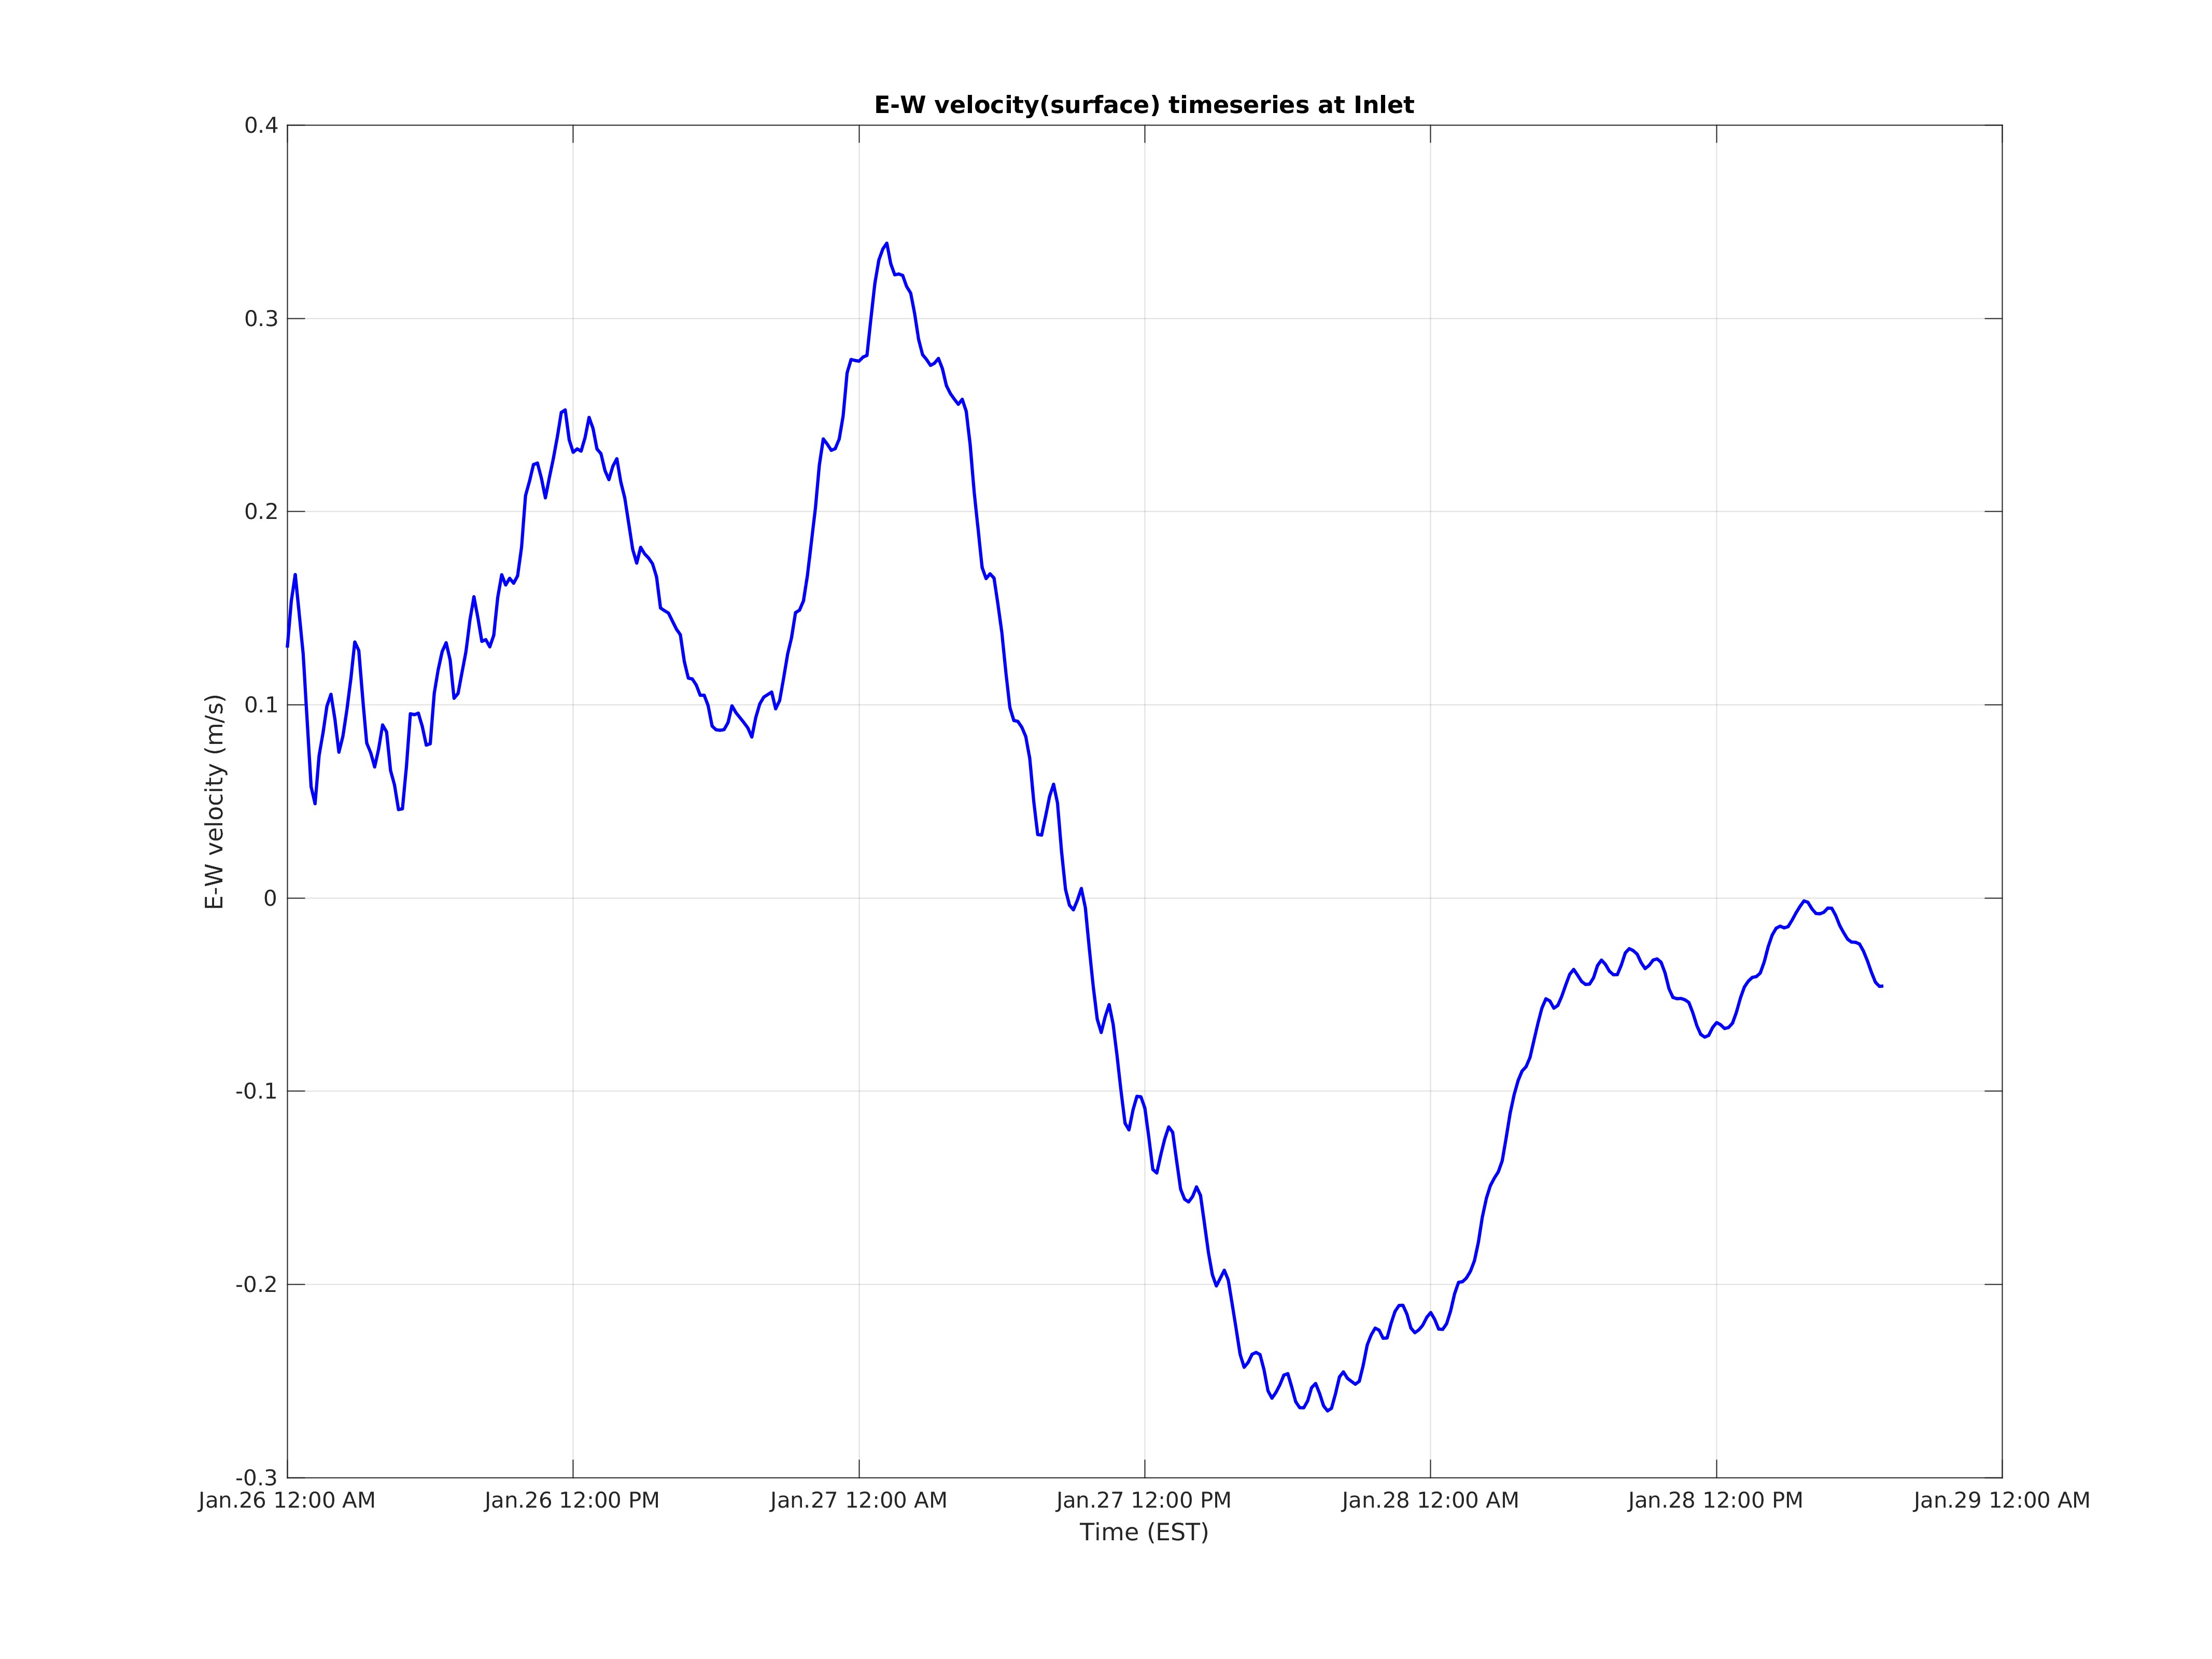 E-W velocity(surface) timeseries at Inlet
0.4
0.3
0.2
0.1
0
-0.1
-0.2
-0.3
E-W velocity (m/s)
Jan.26 12:00 AM
Jan.26 12:00 PM
Jan.27 12:00 AM
Jan.27 12:00 PM
Jan.28 12:00 AM
Jan.28 12:00 PM
Jan.29 12:00 AM
Time (EST)